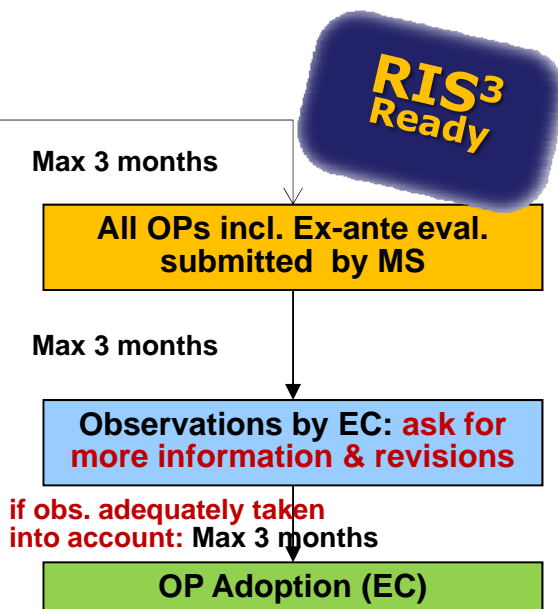 RIS³
Ready
Max 3 months
All OPs incl. Ex-ante eval.
submitted by MS
Max 3 months
Observations by EC: ask for
more information & revisions
if obs. adequately taken
into account: Max 3 months
OP Adoption (EC)